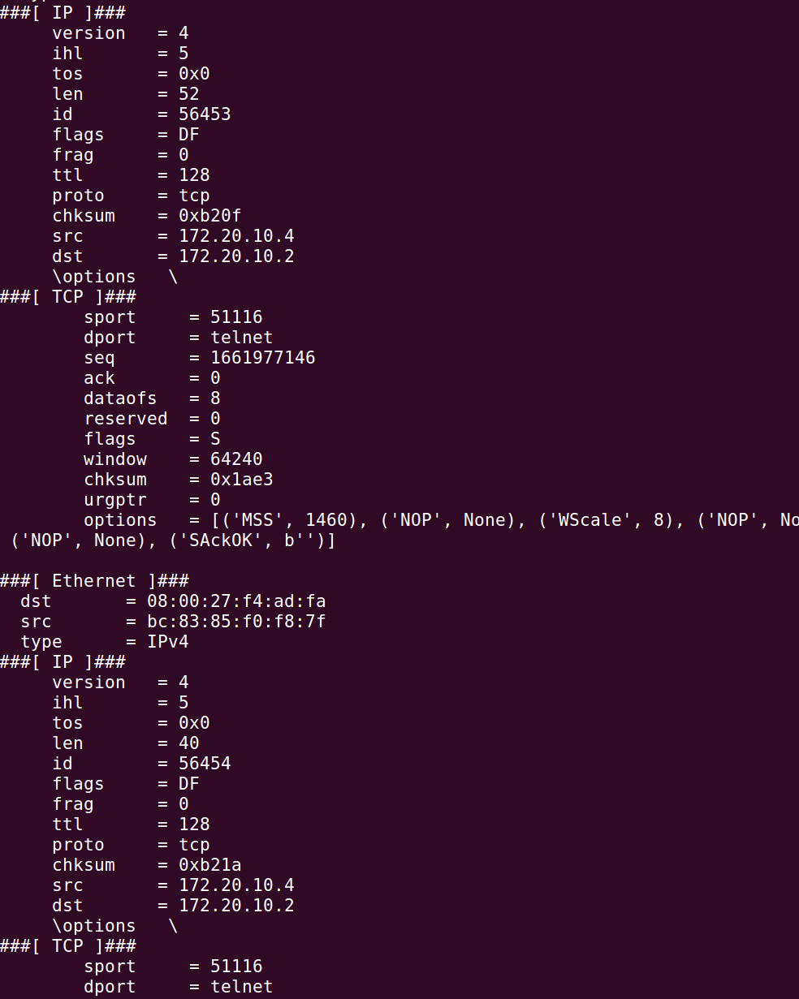 ###[ IP ]###
     version   = 4
     ihl       = 5
     tos       = 0x0
     len       = 52
     id        = 56453
     flags     = DF
     frag      = 0
     ttl       = 128
     proto     = tcp
     chksum    = 0xb20f
     src       = 172.20.10.4
     dst       = 172.20.10.2
     \options   \
###[ TCP ]###
        sport     = 51116
        dport     = telnet
        seq       = 1661977146
        ack       = 0
        dataofs   = 8
        reserved  = 0
        flags     = S
        window    = 64240
        chksum    = 0x1ae3
        urgptr    = 0
        options   = [('MSS', 1460), ('NOP', None), ('WScale', 8), ('NOP', No
 ('NOP', None), ('SAckOK', b'')]

###[ Ethernet ]###
  dst       = 08:00:27:f4:ad:fa
  src       = bc:83:85:f0:f8:7f
  type      = IPv4
###[ IP ]###
     version   = 4
     ihl       = 5
     tos       = 0x0
     len       = 40
     id        = 56454
     flags     = DF
     frag      = 0
     ttl       = 128
     proto     = tcp
     chksum    = 0xb21a
     src       = 172.20.10.4
     dst       = 172.20.10.2
     \options   \
###[ TCP ]###
        sport     = 51116
        dport     = telnet